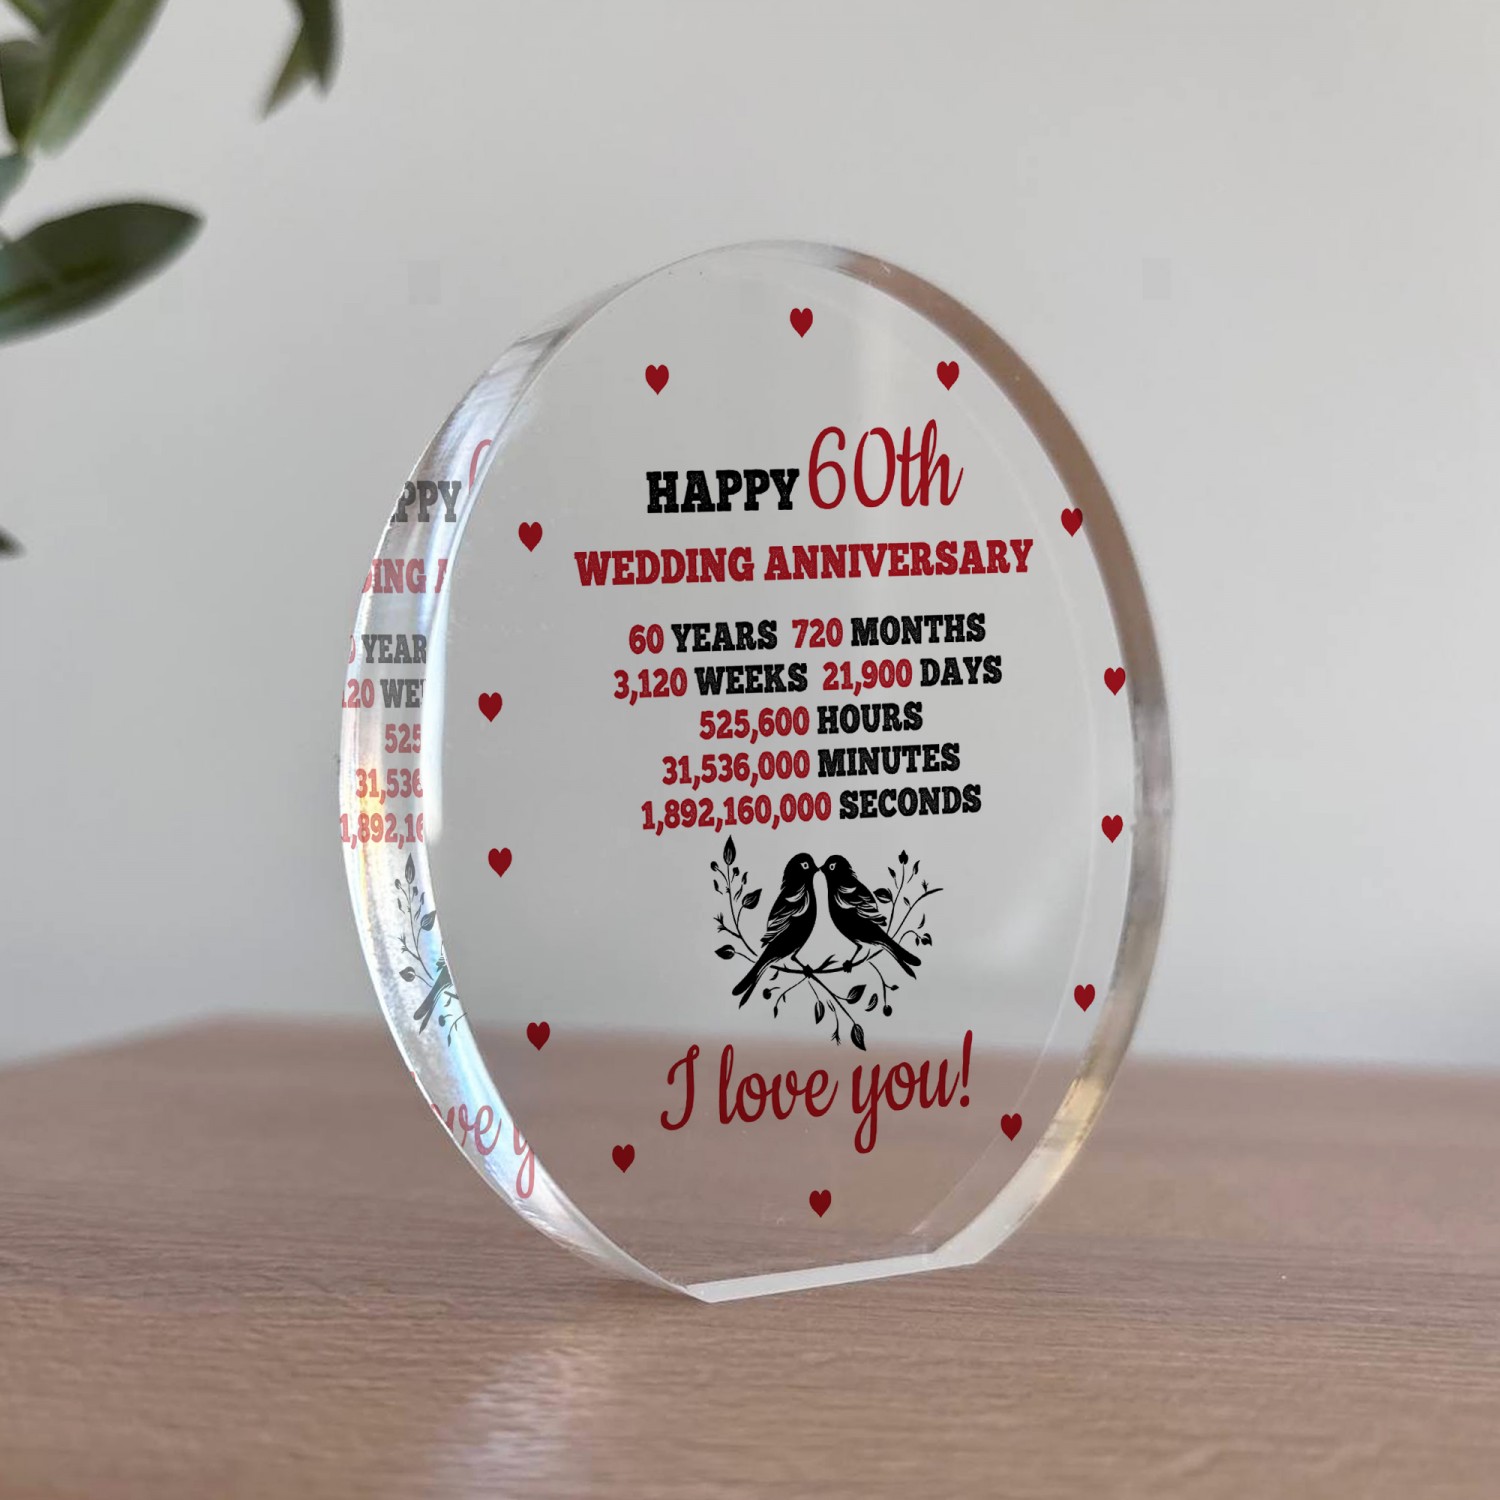 HAPPY 60th
WEDDING ANNIVERSARY
60 YEARS 720 MONTHS
3,120 WEEKS 21,900 DAYS
525,600 HOURS
31,536,000 MINUTES
1,892,160,000 SECONDS
I love you!